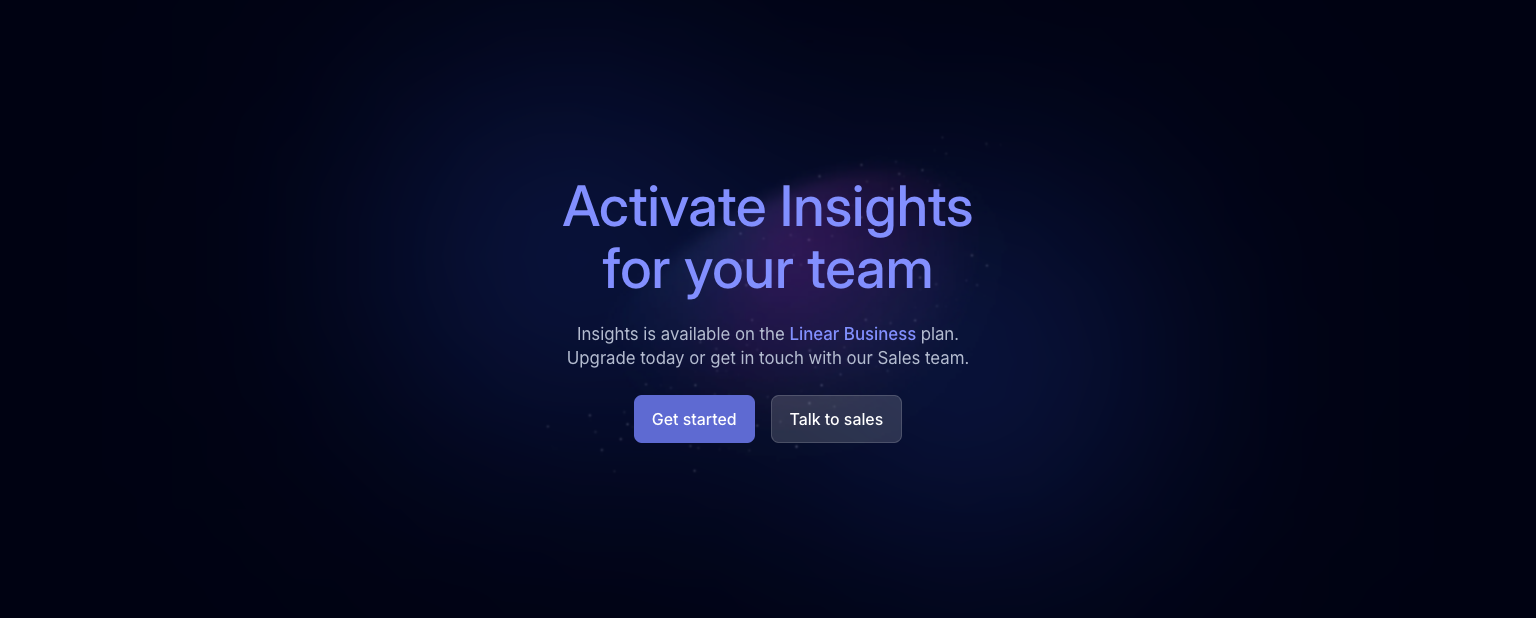 Activate Insights
for your team
Insights is available on the Linear Business plan.
Upgrade today or get in touch with our Sales team.
Get started
Talk to sales